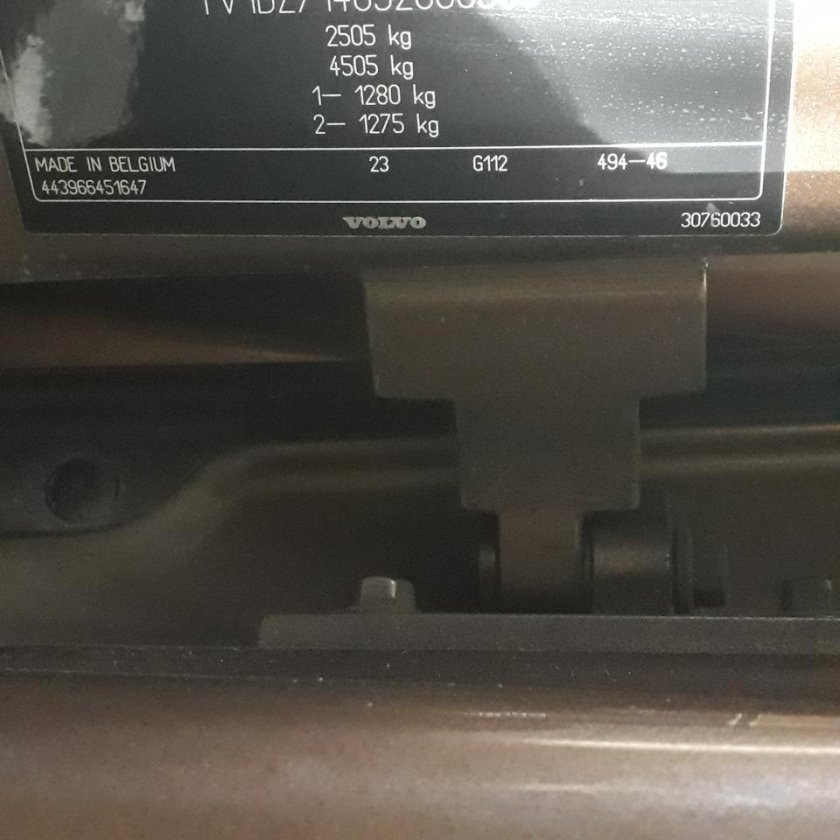 2505 kg
4505 kg
1— 1280 kg
2— 1275 kg
MADE IN BELGIUM 23 G112 494—46
443966451647
VOLVO 30760033